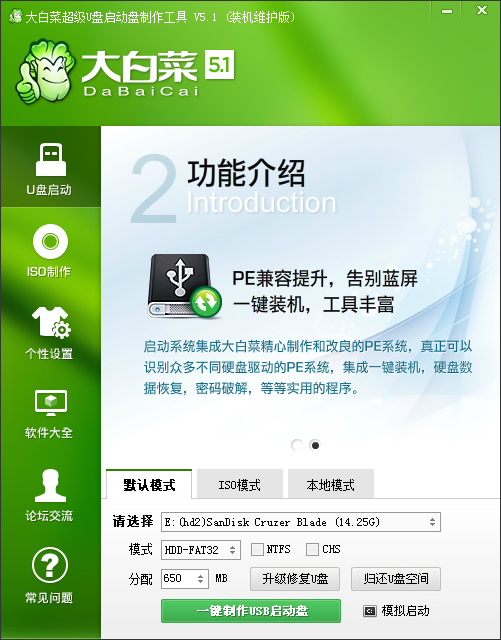 大白菜超级U盘启动盘制作工具 V5.1 (装机维护版)
大白菜 5.1
DaBaiCai
U盘启动
ISO制作
个性设置
软件大全
论坛交流
常见问题
2 功能介绍
Introduction
PE兼容提升，告别蓝屏
一键装机，工具丰富
启动系统集成大白菜精心制作和改良的PE系统，真正可以
识别众多不同硬盘驱动的PE系统，集成一键装机，硬盘数
据恢复，密码破解，等等实用的程序。
默认模式 ISO模式 本地模式
请选择 E:(hd2)SanDisk Cruzer Blade (14.25G)
模式 HDD-FAT32 NTFS CHS
分配 650 MB 升级修复U盘 归还U盘空间
一键制作USB启动盘 模拟启动